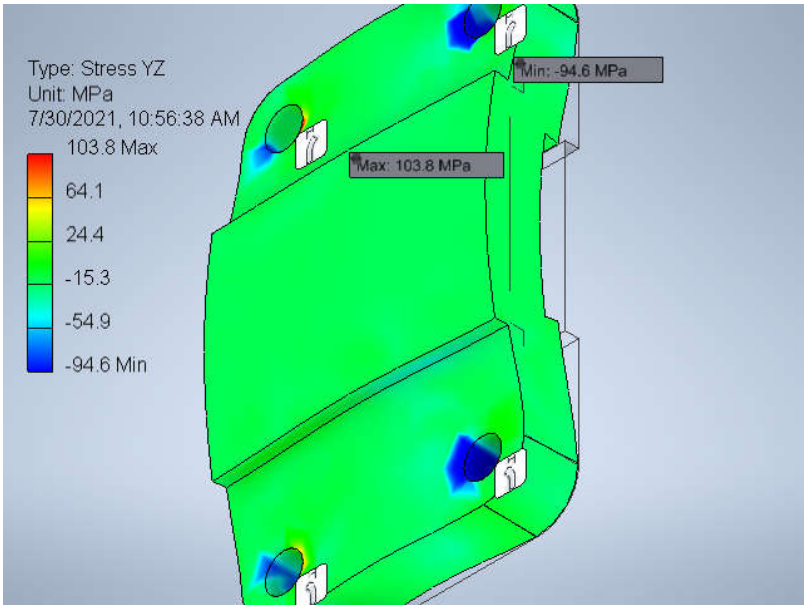 Type: Stress YZ
Unit: MPa
7/30/2021, 10:56:38 AM
103.8 Max
64.1
24.4
-15.3
-54.9
-94.6 Min
Min: -94.6 MPa
Max: 103.8 MPa